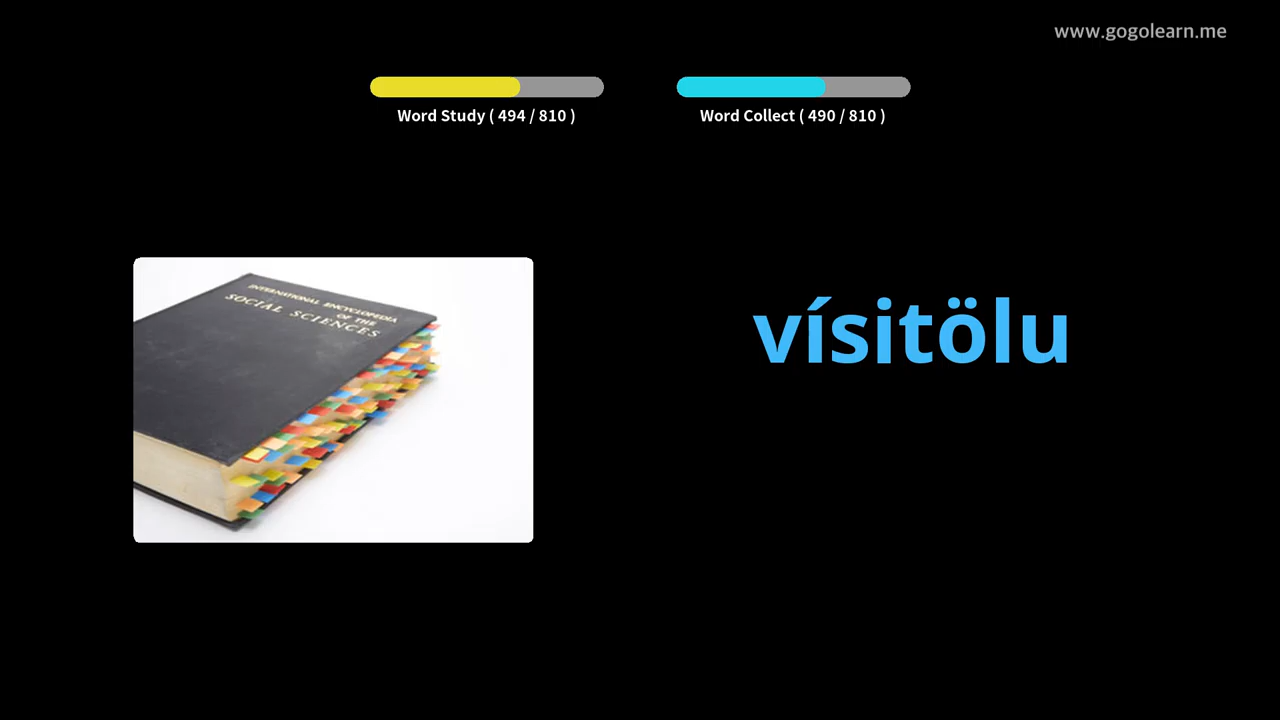 www.gogolearn.me
Word Study ( 494 / 810 )
Word Collect ( 490 / 810 )
INTERNATIONAL ENCYCLOPEDIA
OF THE
SOCIAL SCIENCES
vísitölu